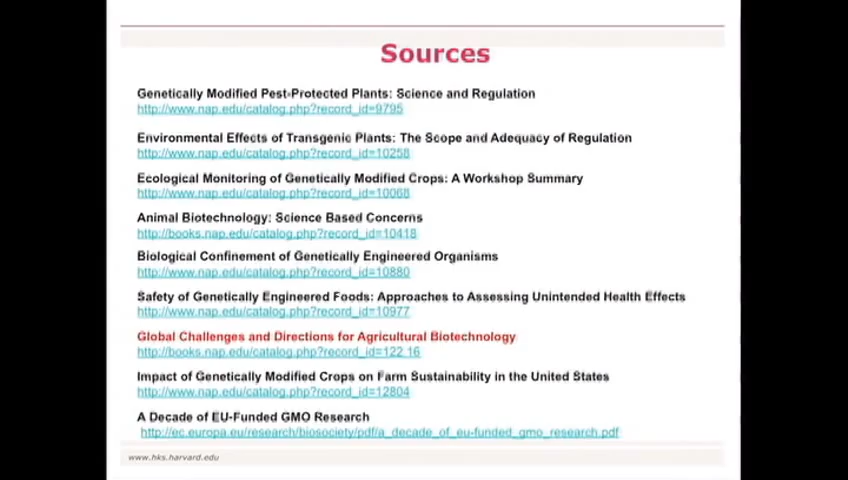 Sources
Genetically Modified Pest-Protected Plants: Science and Regulation
http://www.nap.edu/catalog.php?record_id=9795
Environmental Effects of Transgenic Plants: The Scope and Adequacy of Regulation
http://www.nap.edu/catalog.php?record_id=10258
Ecological Monitoring of Genetically Modified Crops: A Workshop Summary
http://www.nap.edu/catalog.php?record_id=10068
Animal Biotechnology: Science Based Concerns
http://books.nap.edu/catalog.php?record_id=10418
Biological Confinement of Genetically Engineered Organisms
http://www.nap.edu/catalog.php?record_id=10880
Safety of Genetically Engineered Foods: Approaches to Assessing Unintended Health Effects
http://www.nap.edu/catalog.php?record_id=10977
Global Challenges and Directions for Agricultural Biotechnology
http://books.nap.edu/catalog.php?record_id=122 16
Impact of Genetically Modified Crops on Farm Sustainability in the United States
http://www.nap.edu/catalog.php?record_id=12804
A Decade of EU-Funded GMO Research
http://ec.europa.eu/research/biosociety/pdf/a_decade_of_eu-funded_gmo_research.pdf
www.hks.harvard.edu